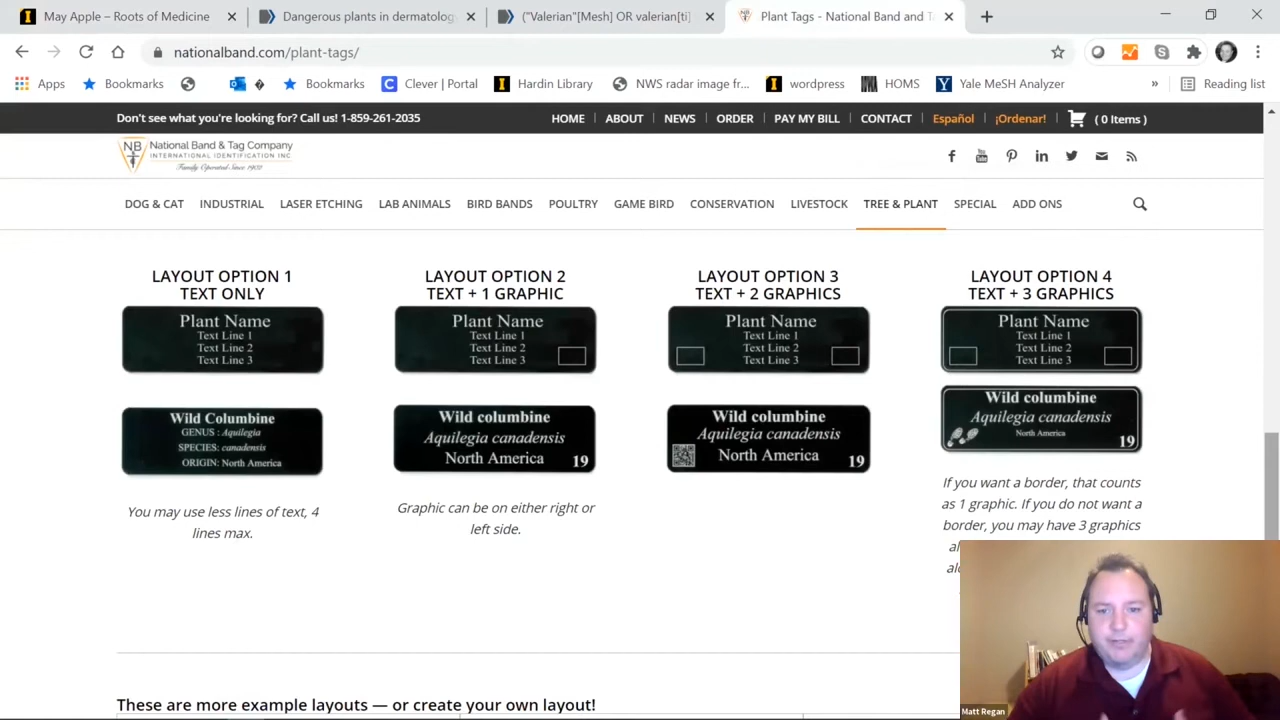 May Apple – Roots of Medicine
Dangerous plants in dermatology
("Valerian"[Mesh] OR valerian[ti]
Plant Tags - National Band and T
nationalband.com/plant-tags/
Apps Bookmarks Bookmarks Clever | Portal Hardin Library NWS radar image fr... wordpress HOMS Yale MeSH Analyzer » Reading list
Don't see what you're looking for? Call us! 1-859-261-2035 HOME | ABOUT | NEWS | ORDER | PAY MY BILL | CONTACT | Español | ¡Ordenar! | ( 0 Items )
NB National Band & Tag Company
INTERNATIONAL IDENTIFICATION INC
Family Operated Since 1902
DOG & CAT INDUSTRIAL LASER ETCHING LAB ANIMALS BIRD BANDS POULTRY GAME BIRD CONSERVATION LIVESTOCK TREE & PLANT SPECIAL ADD ONS
LAYOUT OPTION 1
TEXT ONLY
Plant Name
Text Line 1
Text Line 2
Text Line 3
Wild Columbine
GENUS : Aquilegia
SPECIES: canadensis
ORIGIN: North America
You may use less lines of text, 4
lines max.
LAYOUT OPTION 2
TEXT + 1 GRAPHIC
Plant Name
Text Line 1
Text Line 2
Text Line 3
Wild columbine
Aquilegia canadensis
North America 19
Graphic can be on either right or
left side.
LAYOUT OPTION 3
TEXT + 2 GRAPHICS
Plant Name
Text Line 1
Text Line 2
Text Line 3
Wild columbine
Aquilegia canadensis
North America 19
LAYOUT OPTION 4
TEXT + 3 GRAPHICS
Plant Name
Text Line 1
Text Line 2
Text Line 3
Wild columbine
Aquilegia canadensis
North America
19
If you want a border, that counts
as 1 graphic. If you do not want a
border, you may have 3 graphics
These are more example layouts — or create your own layout!
Matt Regan